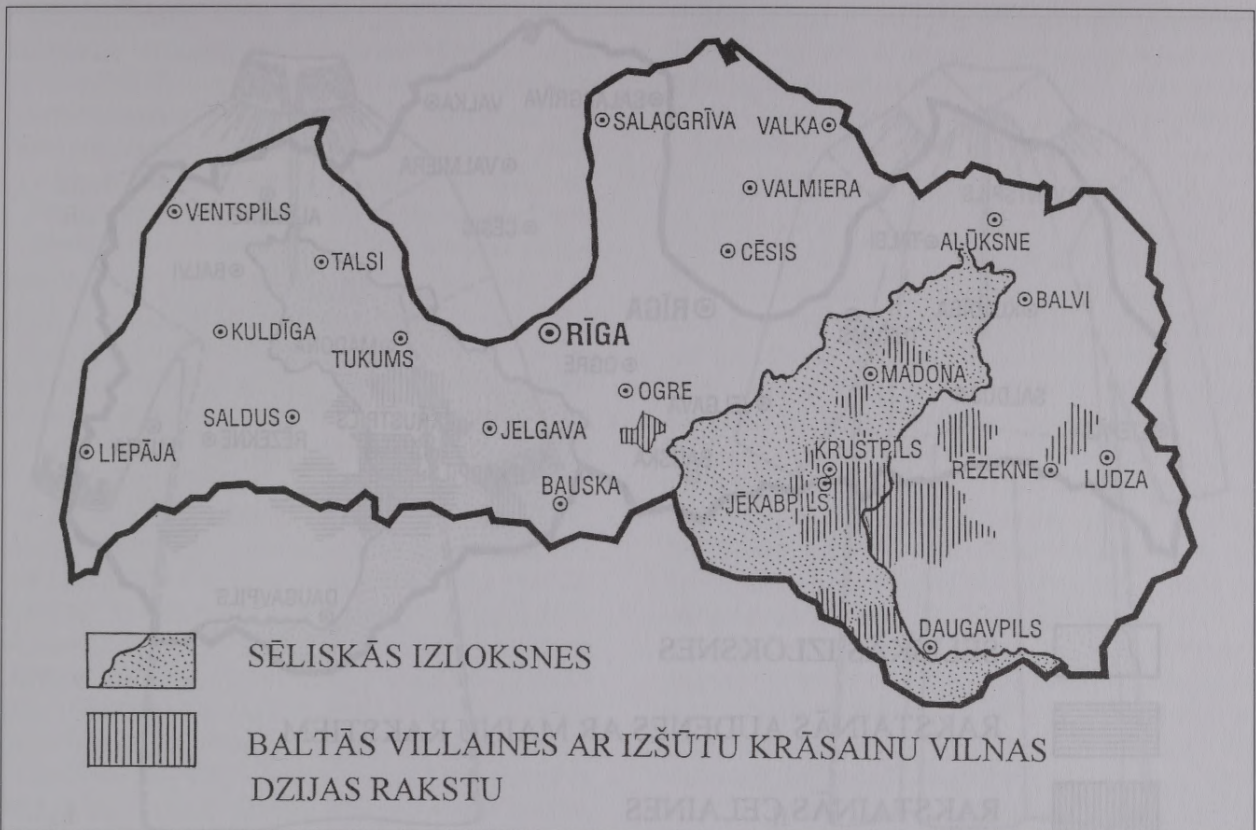 SALACGRĪVA
VALKA
VALMIERA
VENTSPILS
ALŪKSNE
CĒSIS
TALSI
BALVI
KULDĪGA
RĪGA
TUKUMS
MADONA
OGRE
SALDUS
JELGAVA
KRUSTPILS
LIEPĀJA
RĒZEKNE
LUDZA
BAUSKA
JĒKABPILS
DAUGAVPILS
SĒLISKĀS IZLOKSNES
BALTĀS VILLAINES AR IZŠŪTU KRĀSAINU VILNAS
DZIJAS RAKSTU